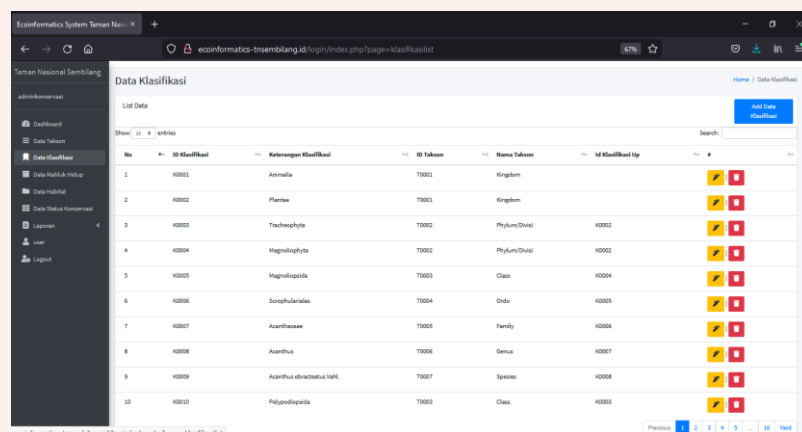 Ecoinformatics System Taman Nasi
ecoinformatics-tnsembilang.id/login/index.php?page=klasifikasilist
67%
Taman Nasional Sembilang
Data Klasifikasi
Home / Data Klasifikasi
adminkonservasi
List Data
Add Data
Klasifikasi
Dashboard
Data Takson
Data Klasifikasi
Data Mahluk Hidup
Data Habitat
Data Status Konservasi
Laporan
user
Logout
Show 10 entries
Search:
No ID Klasifikasi Keterangan Klasifikasi ID Takson Nama Takson Id Klasifikasi Up #
1 K0001 Animalia T0001 Kingdom
2 K0002 Plantae T0001 Kingdom
3 K0003 Tracheophyta T0002 Phylum/Divisi K0002
4 K0004 Magnoliophyta T0002 Phylum/Divisi K0002
5 K0005 Magnoliopsida T0003 Class K0004
6 K0006 Scrophulariales T0004 Ordo K0005
7 K0007 Acanthaceae T0005 Family K0006
8 K0008 Acanthus T0006 Genus K0007
9 K0009 Acanthus ebracteatus Vahl. T0007 Spesies K0008
10 K0010 Polypodiopsida T0003 Class K0003
Previous 1 2 3 4 5 ... 16 Next